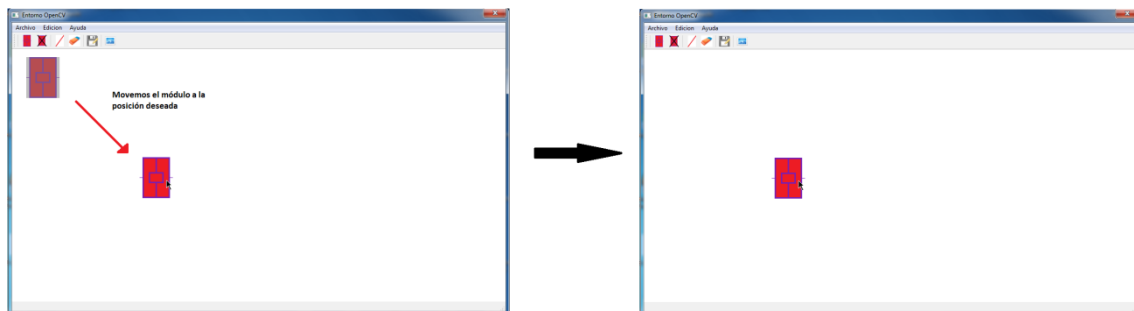 Entorno OpenCV
Archivo Edicion Ayuda
Movemos el módulo a la
posición deseada
Entorno OpenCV
Archivo Edicion Ayuda